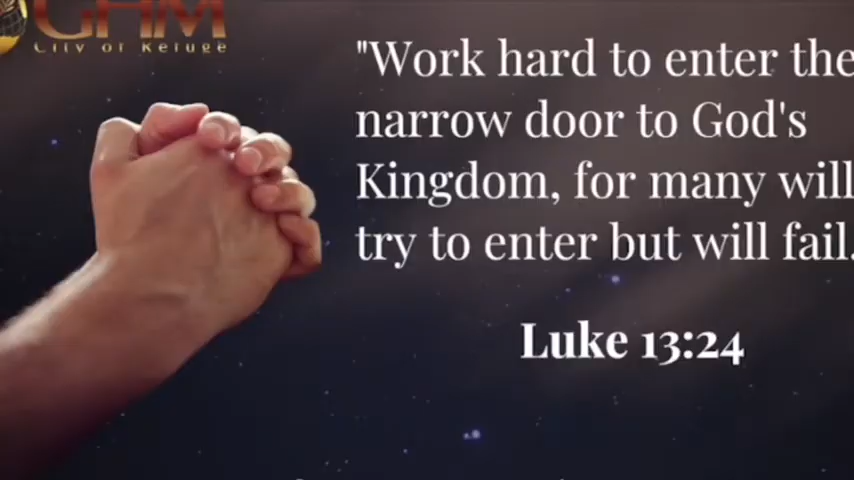 GHM
City of Refuge
"Work hard to enter the
narrow door to God's
Kingdom, for many will
try to enter but will fail.
Luke 13:24